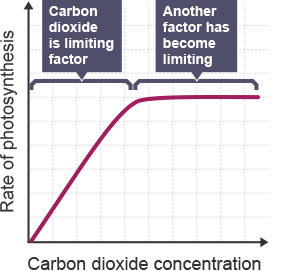 Carbon
dioxide
is limiting
factor
Another
factor has
become
limiting
Rate of photosynthesis
Carbon dioxide concentration